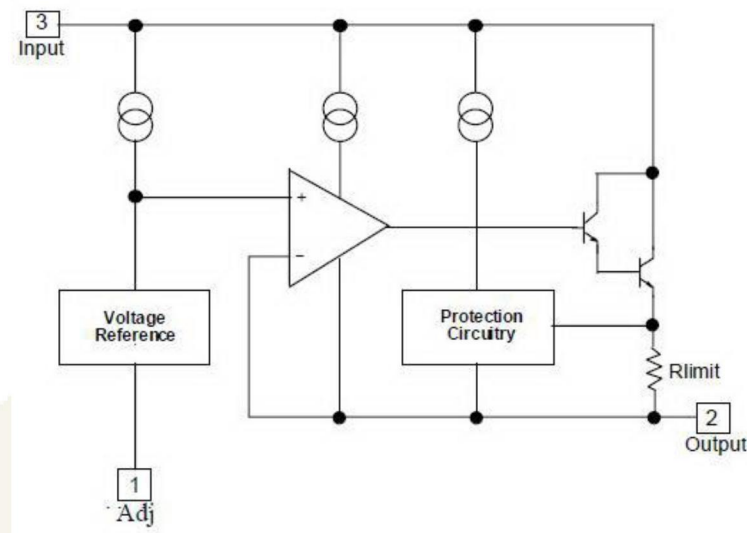 3
Input
+
-
Voltage
Reference
Protection
Circuitry
Rlimit
2
Output
1
Adj